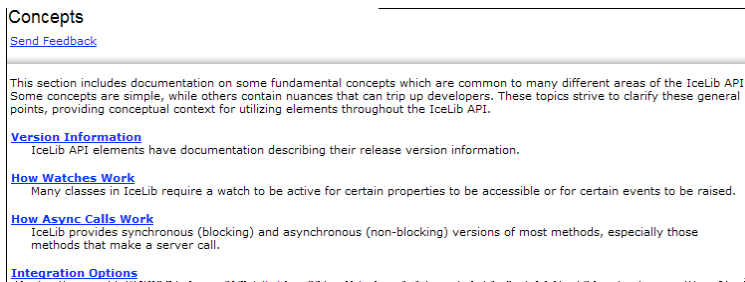 Concepts
Send Feedback
This section includes documentation on some fundamental concepts which are common to many different areas of the IceLib API
Some concepts are simple, while others contain nuances that can trip up developers. These topics strive to clarify these general
points, providing conceptual context for utilizing elements throughout the IceLib API.
Version Information
IceLib API elements have documentation describing their release version information.
How Watches Work
Many classes in IceLib require a watch to be active for certain properties to be accessible or for certain events to be raised.
How Async Calls Work
IceLib provides synchronous (blocking) and asynchronous (non-blocking) versions of most methods, especially those
methods that make a server call.
Integration Options